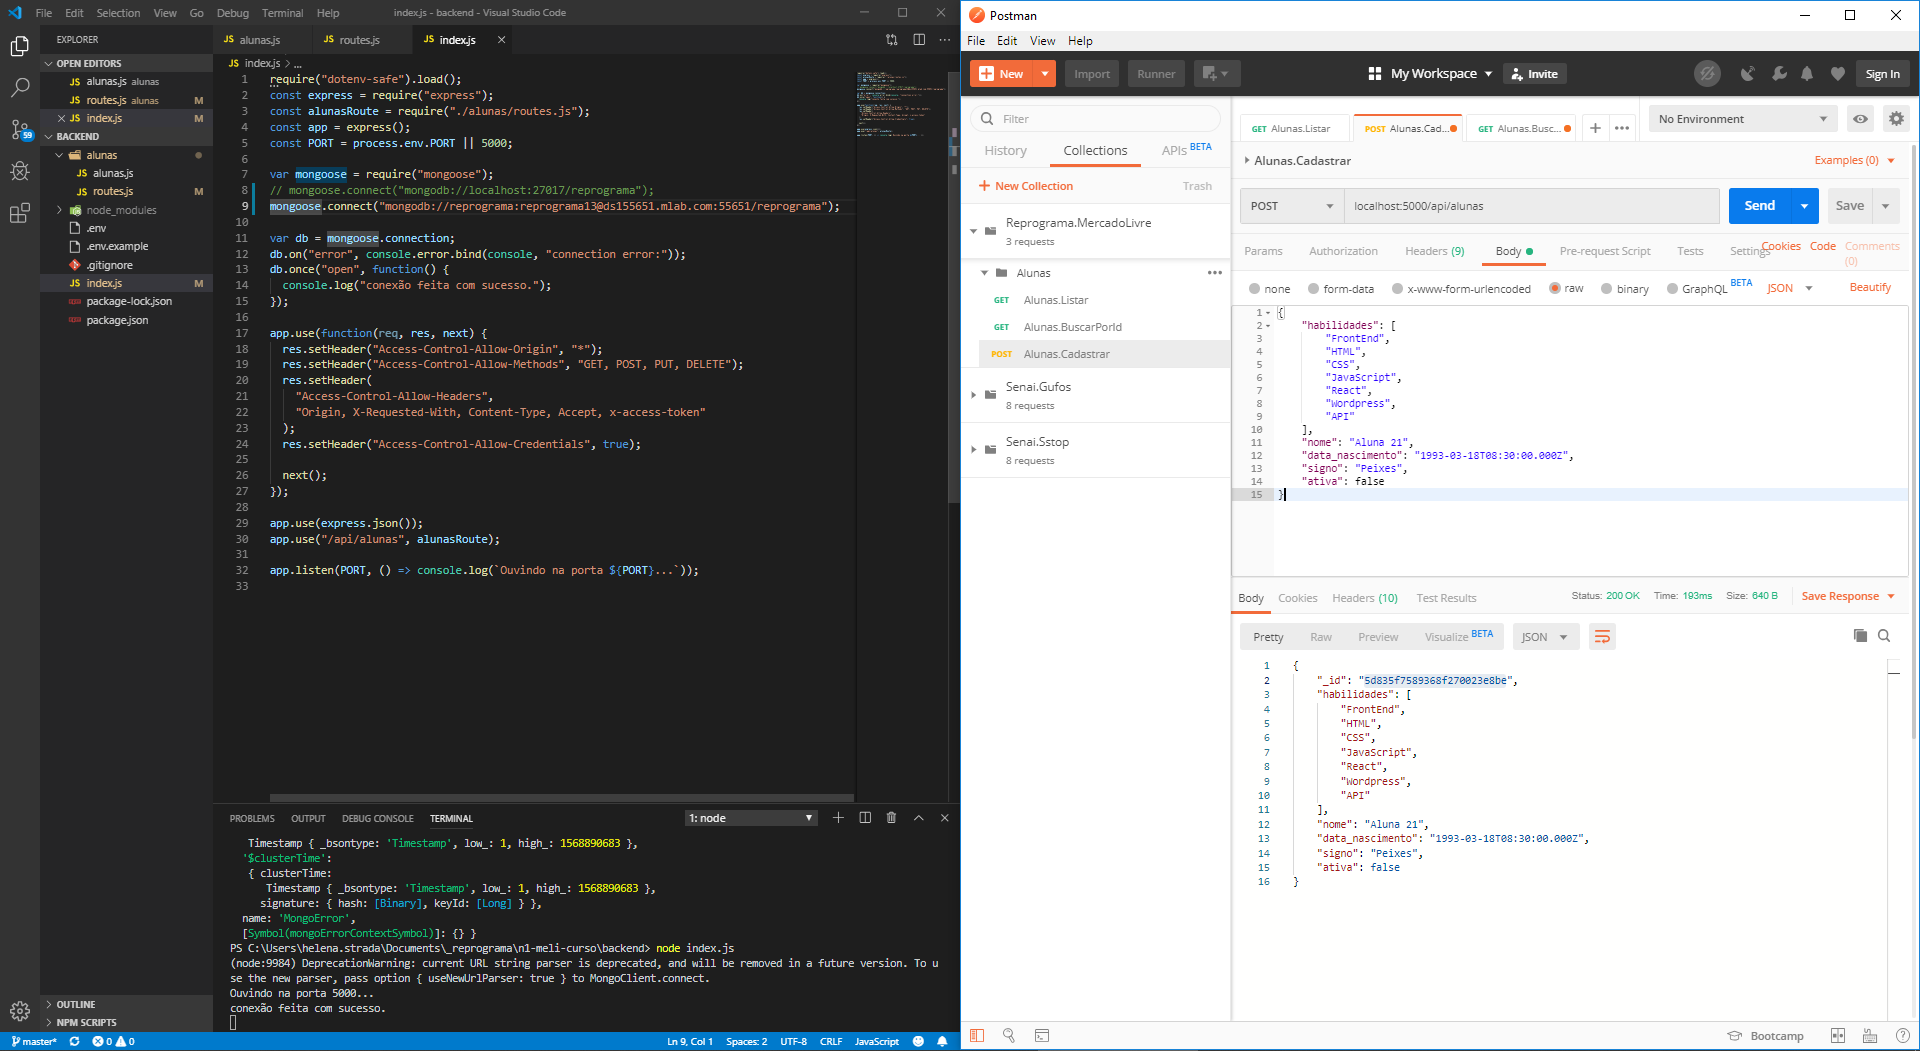 File Edit Selection View Go Debug Terminal Help index.js - backend - Visual Studio Code
EXPLORER
OPEN EDITORS
JS alunas.js alunas
JS routes.js alunas M
JS index.js M
BACKEND
alunas
JS alunas.js
JS routes.js M
node_modules
.env
.env.example
.gitignore
JS index.js M
package-lock.json
package.json
59
OUTLINE
NPM SCRIPTS
JS alunas.js JS routes.js JS index.js
JS index.js > ...
1 require("dotenv-safe").load();
2 const express = require("express");
3 const alunasRoute = require("./alunas/routes.js");
4 const app = express();
5 const PORT = process.env.PORT || 5000;
6
7 var mongoose = require("mongoose");
8 // mongoose.connect("mongodb://localhost:27017/reprograma");
9 mongoose.connect("mongodb://reprograma:reprograma13@ds155651.mlab.com:55651/reprograma");
10
11 var db = mongoose.connection;
12 db.on("error", console.error.bind(console, "connection error:"));
13 db.once("open", function() {
14 console.log("conexão feita com sucesso.");
15 });
16
17 app.use(function(req, res, next) {
18 res.setHeader("Access-Control-Allow-Origin", "*");
19 res.setHeader("Access-Control-Allow-Methods", "GET, POST, PUT, DELETE");
20 res.setHeader(
21 "Access-Control-Allow-Headers",
22 "Origin, X-Requested-With, Content-Type, Accept, x-access-token"
23 );
24 res.setHeader("Access-Control-Allow-Credentials", true);
25
26 next();
27 });
28
29 app.use(express.json());
30 app.use("/api/alunas", alunasRoute);
31
32 app.listen(PORT, () => console.log(`Ouvindo na porta ${PORT}...`));
33
PROBLEMS OUTPUT DEBUG CONSOLE TERMINAL 1: node
Timestamp { _bsontype: 'Timestamp', low_: 1, high_: 1568890683 },
'$clusterTime':
{ clusterTime:
Timestamp { _bsontype: 'Timestamp', low_: 1, high_: 1568890683 },
signature: { hash: [Binary], keyId: [Long] } },
name: 'MongoError',
[Symbol(mongoErrorContextSymbol)]: {} }
PS C:\Users\helena.strada\Documents\_reprograma\n1-meli-curso\backend> node index.js
(node:9984) DeprecationWarning: current URL string parser is deprecated, and will be removed in a future version. To u
se the new parser, pass option { useNewUrlParser: true } to MongoClient.connect.
Ouvindo na porta 5000...
conexão feita com sucesso.
master* 0 0 Ln 9, Col 1 Spaces: 2 UTF-8 CRLF JavaScript
Postman
File Edit View Help
New Import Runner My Workspace Invite Sign In
Filter
History Collections APIs BETA
New Collection Trash
Reprograma.MercadoLivre
3 requests
Alunas
GET Alunas.Listar
GET Alunas.BuscarPorId
POST Alunas.Cadastrar
Senai.Gufos
8 requests
Senai.Sstop
8 requests
GET Alunas.Listar POST Alunas.Cad... GET Alunas.Busc... No Environment
Alunas.Cadastrar Examples (0)
POST localhost:5000/api/alunas Send Save
Params Authorization Headers (9) Body Pre-request Script Tests Settings Cookies Code Comments (0)
none form-data x-www-form-urlencoded raw binary GraphQL BETA JSON Beautify
1 {
2 "habilidades": [
3 "FrontEnd",
4 "HTML",
5 "CSS",
6 "JavaScript",
7 "React",
8 "Wordpress",
9 "API"
10 ],
11 "nome": "Aluna 21",
12 "data_nascimento": "1993-03-18T08:30:00.000Z",
13 "signo": "Peixes",
14 "ativa": false
15 }
Body Cookies Headers (10) Test Results Status: 200 OK Time: 193ms Size: 640 B Save Response
Pretty Raw Preview Visualize BETA JSON
1 {
2 "_id": "5d835f7589368f270023e8be",
3 "habilidades": [
4 "FrontEnd",
5 "HTML",
6 "CSS",
7 "JavaScript",
8 "React",
9 "Wordpress",
10 "API"
11 ],
12 "nome": "Aluna 21",
13 "data_nascimento": "1993-03-18T08:30:00.000Z",
14 "signo": "Peixes",
15 "ativa": false
16 }
Bootcamp